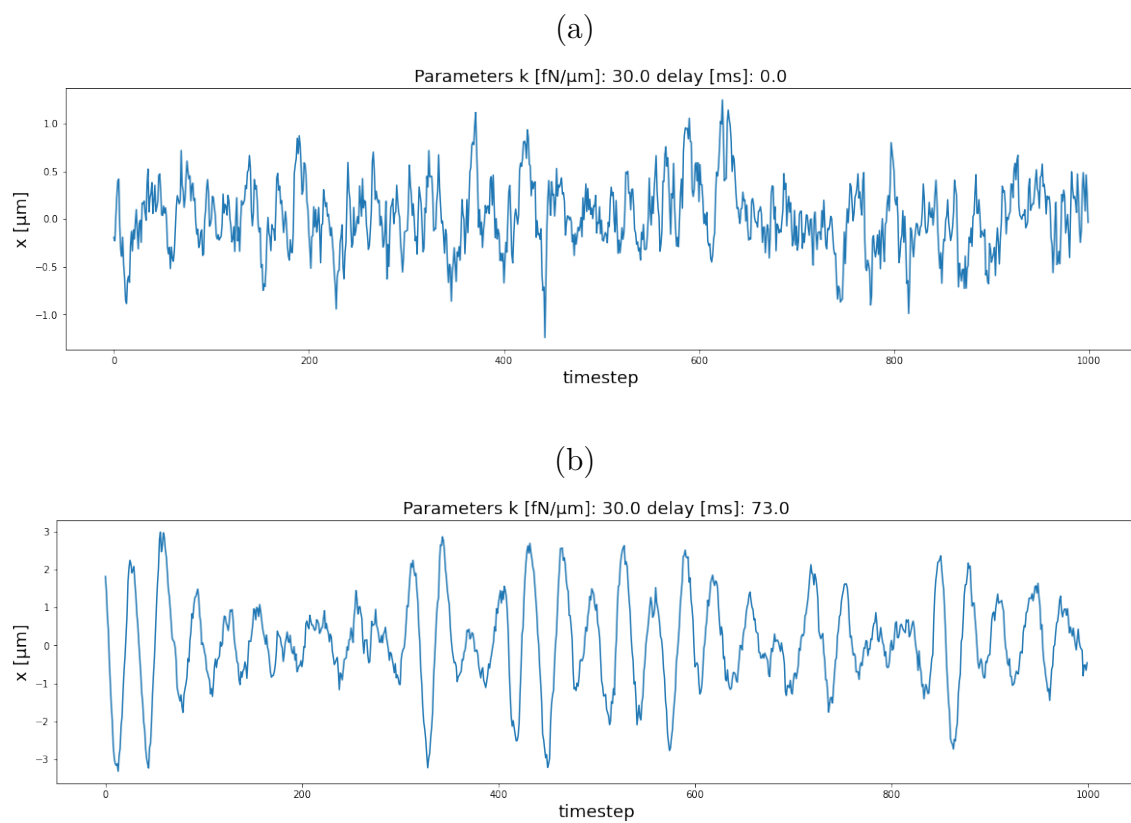 (a)
Parameters k [fN/μm]: 30.0 delay [ms]: 0.0
1.0
0.5
0.0
−0.5
−1.0
x [μm]
0 200 400 600 800 1000
timestep
(b)
Parameters k [fN/μm]: 30.0 delay [ms]: 73.0
3
2
1
0
−1
−2
−3
x [μm]
0 200 400 600 800 1000
timestep